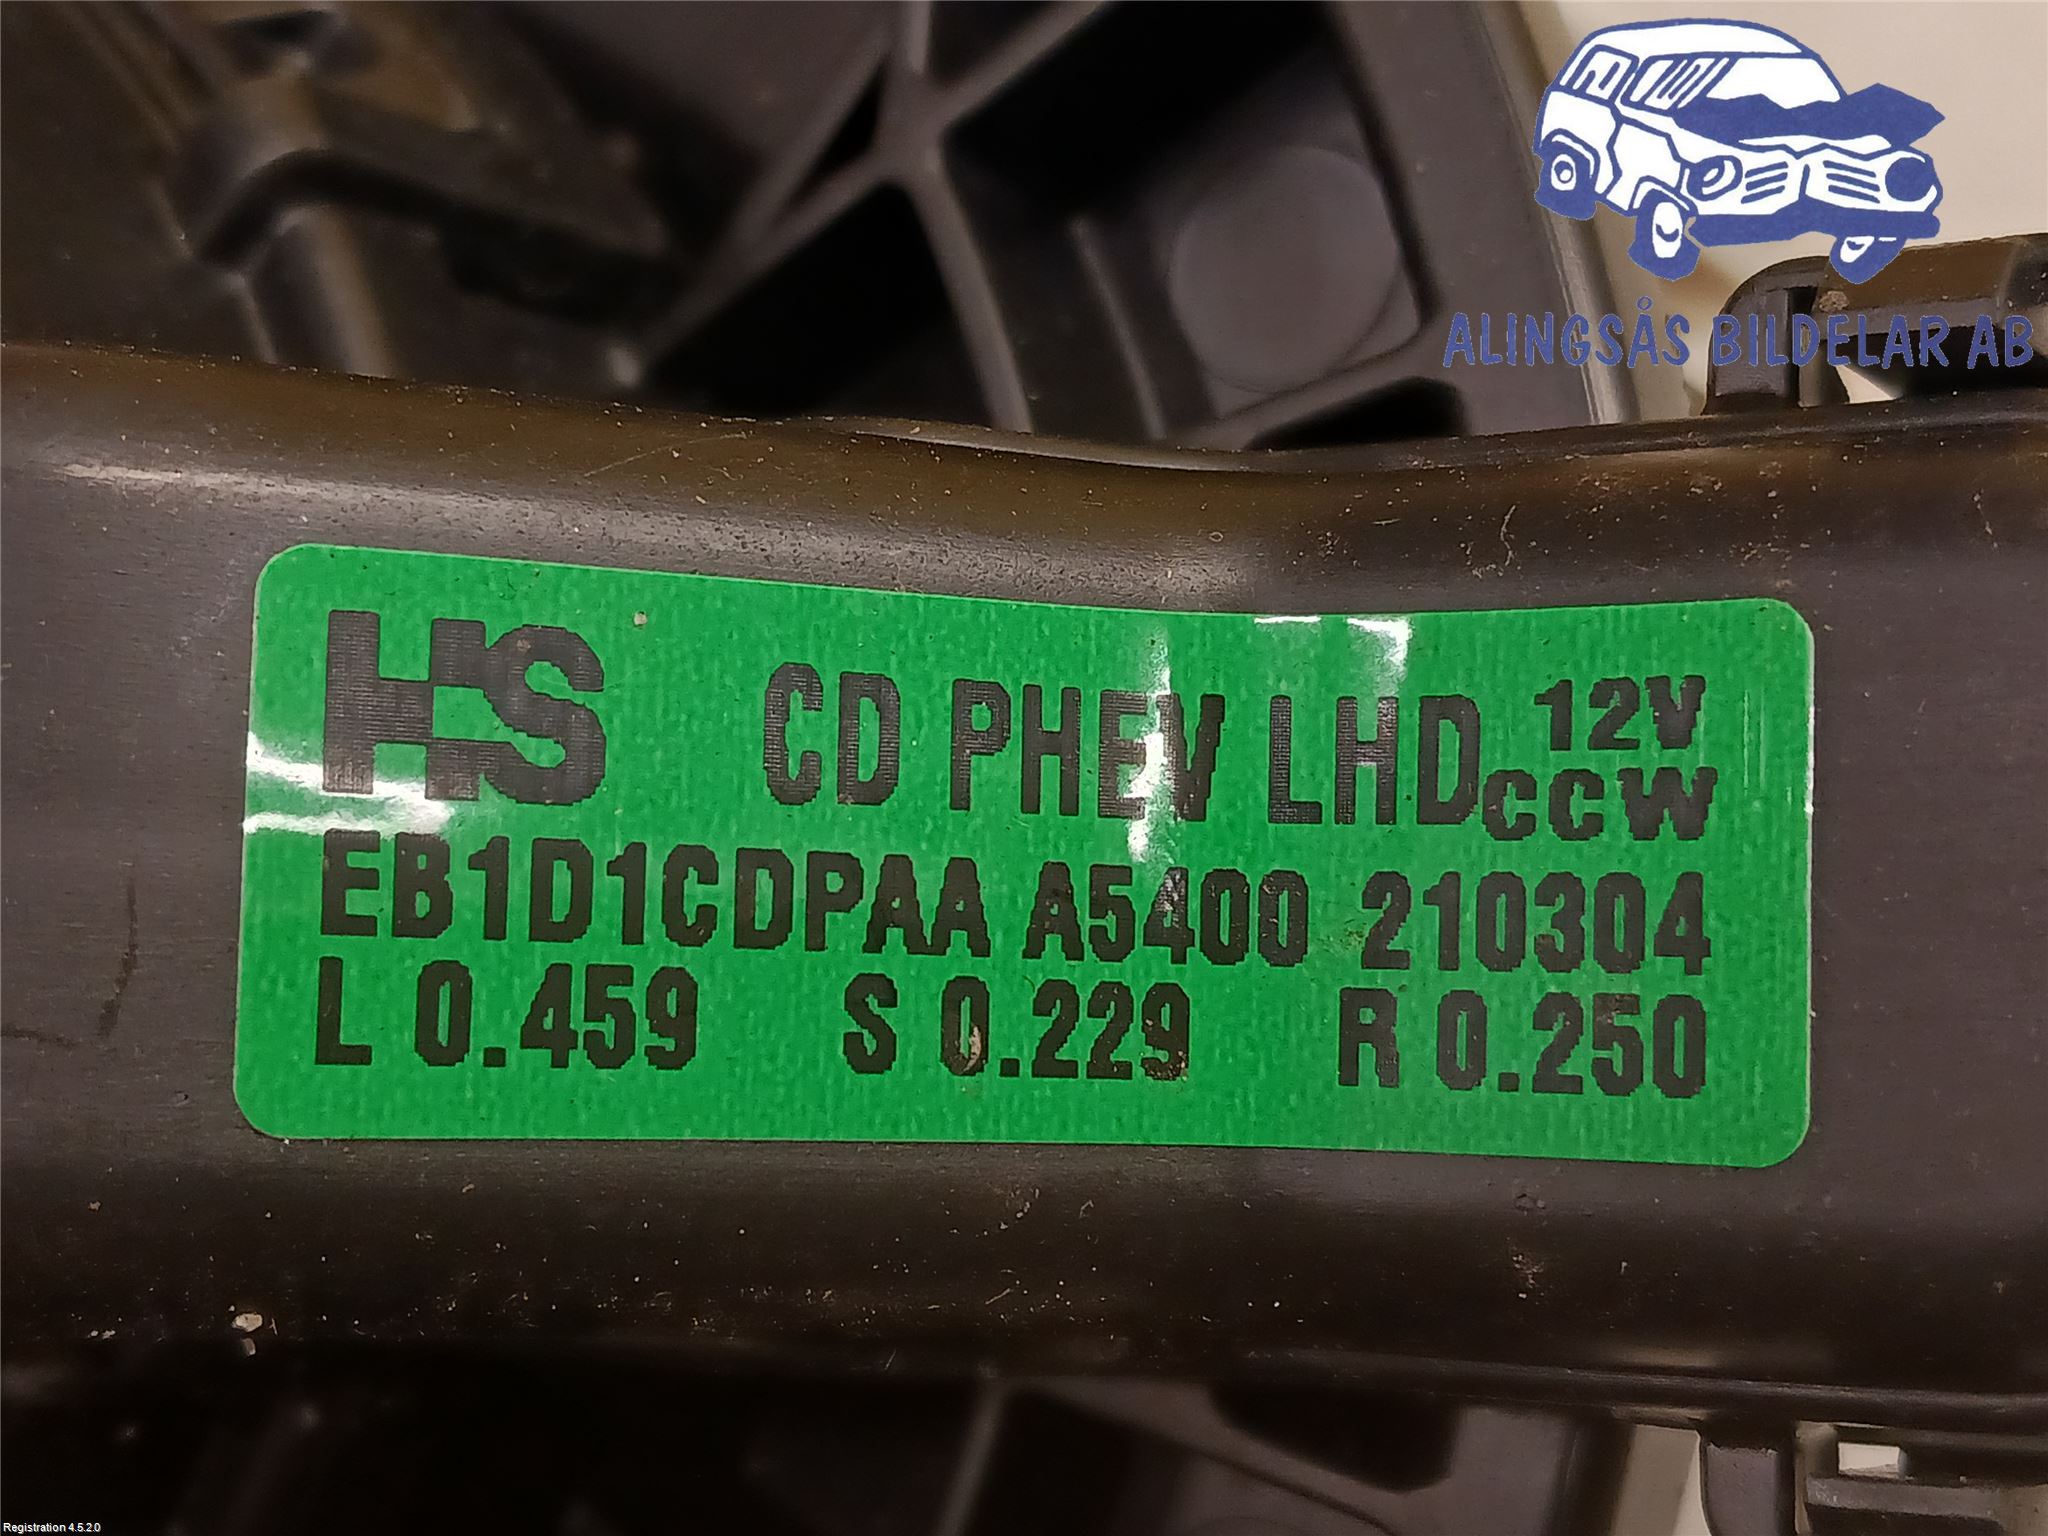 ALINGSÅS BILDELAR AB
HS CD PHEV LHD 12V
CCW
EB1D1CDPAA A5400 210304
L 0.459 S 0.229 R 0.250
Registration 4.5.2.0